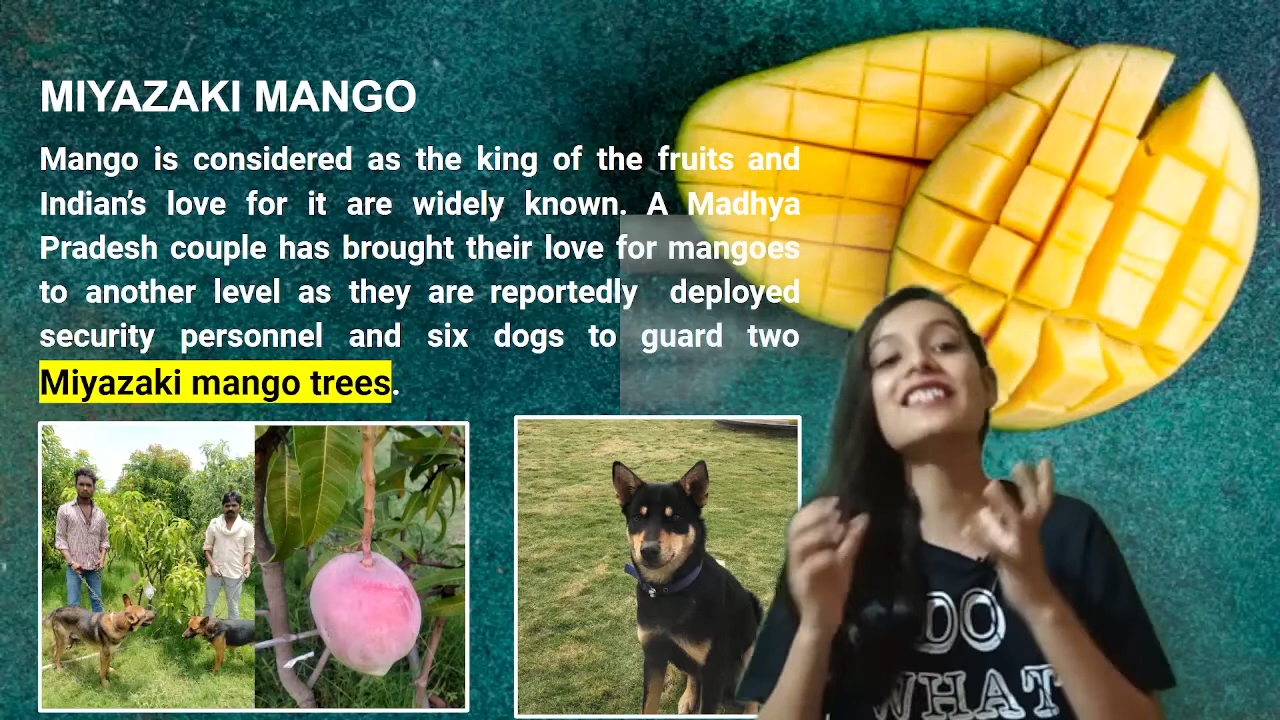 MIYAZAKI MANGO
Mango is considered as the king of the fruits and
Indian’s love for it are widely known. A Madhya
Pradesh couple has brought their love for mangoes
to another level as they are reportedly deployed
security personnel and six dogs to guard two
Miyazaki mango trees.
DO
WHAT